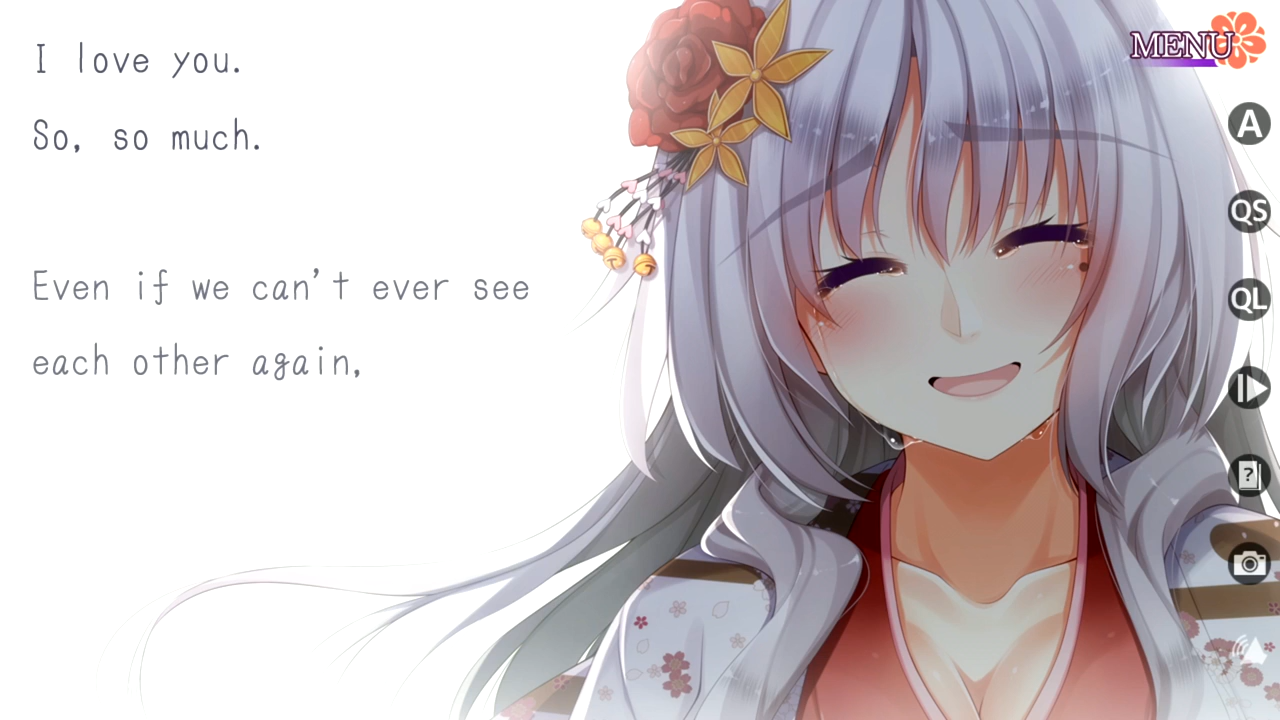 I love you.
So, so much.
Even if we can't ever see
each other again,
MENU
A
QS
QL
?